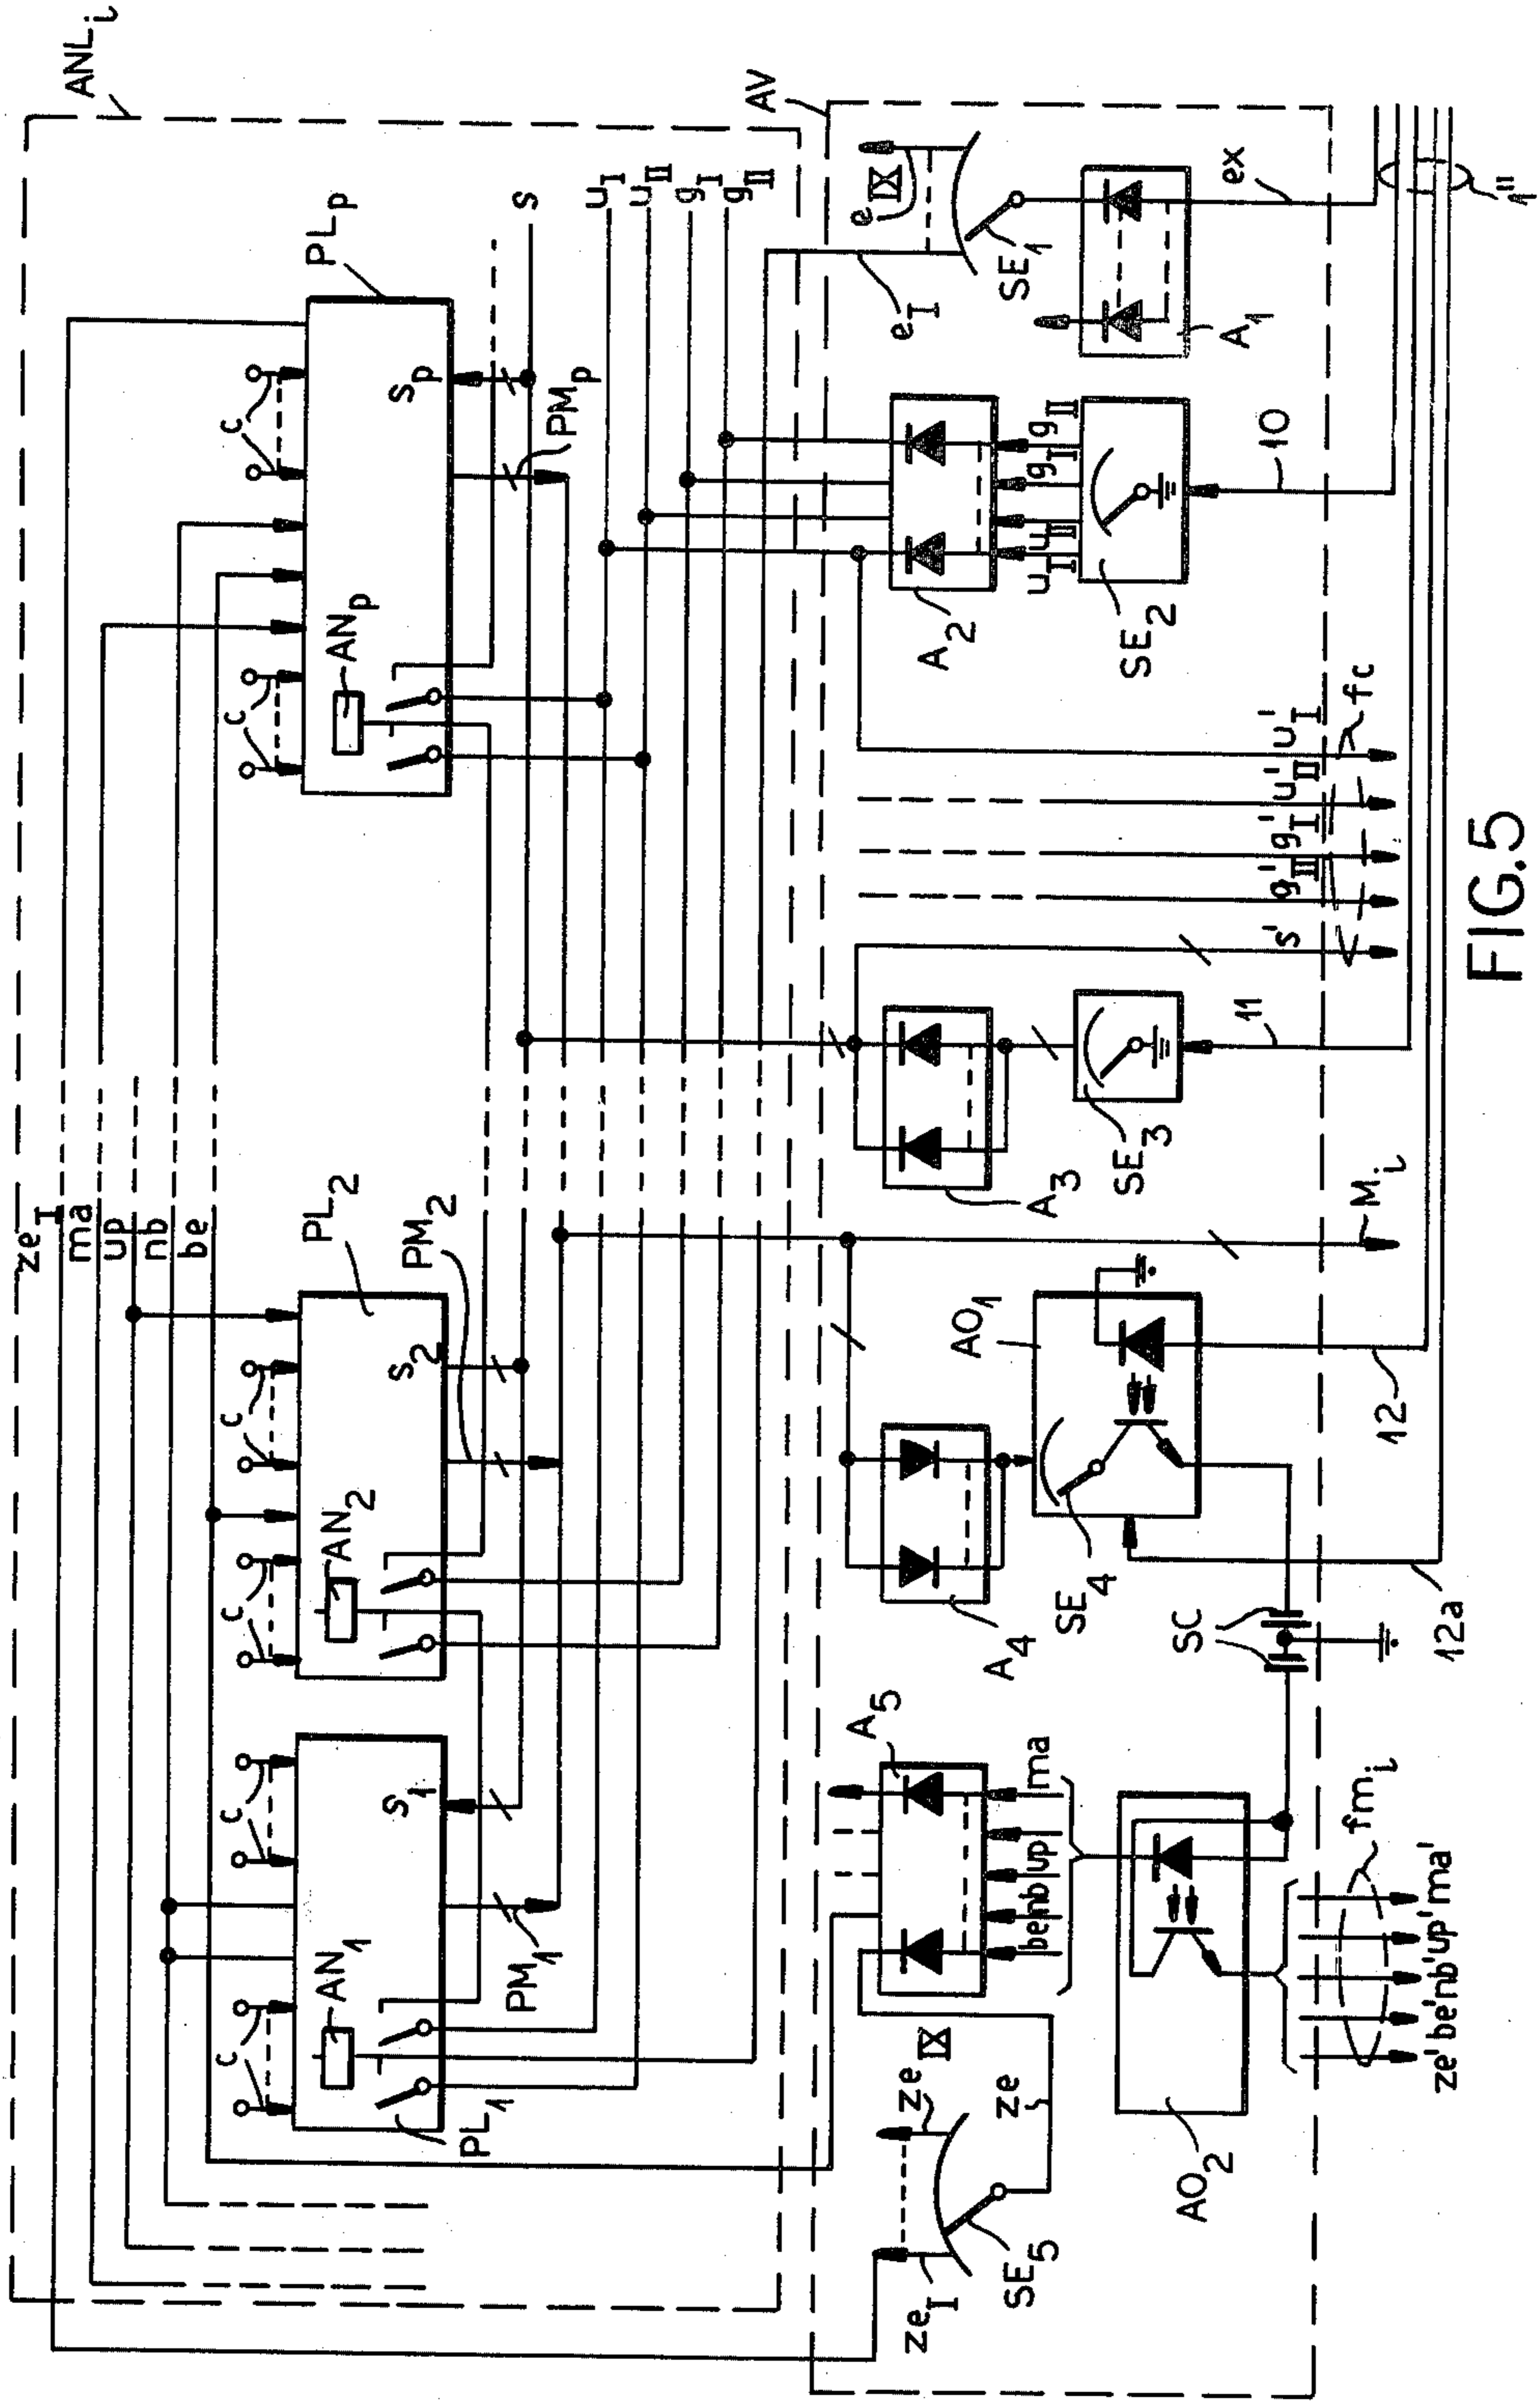 ANLi
zeI
ma
up
nb
be
PL1
PL2
PLp
AN1
AN2
ANp
c
c
c
c
c
c
c
c
c
c
c
c
s1
s2
sp
PM1
PM2
PMp
s
uI
uII
gI
gII
AV
zeI
zeIX
SE5
ze
A5
be nb up ma
A4
SE4
AO1
A3
SE3
A2
uI uII gI gII
SE2
eI
eIX
SE1
A1
ex
AO2
SC
12a
12
Mi
11
s' g'II g'I u'II u'I
fc
10
1"
fmi
ze' be' nb' up' ma'
FIG.5